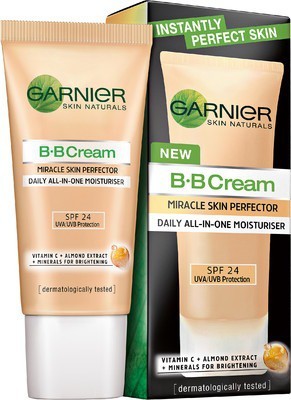 GARNIER
SKIN NATURALS
B·BCream
MIRACLE SKIN PERFECTOR
DAILY ALL-IN-ONE MOISTURISER
SPF 24
UVA/UVB Protection
VITAMIN C + ALMOND EXTRACT
+ MINERALS FOR BRIGHTENING
[dermatologically tested]
INSTANTLY
PERFECT SKIN
GARNIER
SKIN NATURALS
NEW
B·BCream
MIRACLE SKIN PERFECTOR
DAILY ALL-IN-ONE MOISTURISER
SPF 24
UVA/UVB Protection
VITAMIN C + ALMOND EXTRACT
+ MINERALS FOR BRIGHTENING
[dermatologically tested]